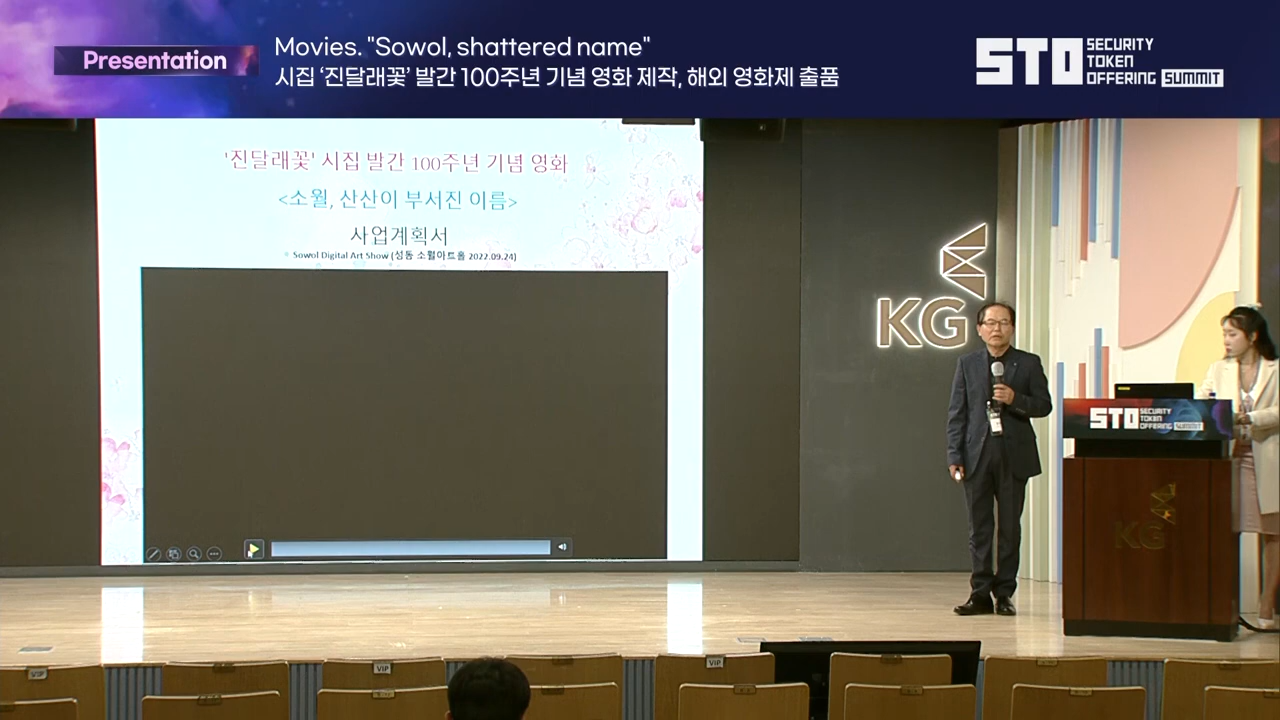 Presentation
Movies. "Sowol, shattered name"
시집 ‘진달래꽃’ 발간 100주년 기념 영화 제작, 해외 영화제 출품
STO SECURITY TOKEN OFFERING SUMMIT
'진달래꽃' 시집 발간 100주년 기념 영화
<소월, 산산이 부서진 이름>
사업계획서
Sowol Digital Art Show (성동 소월아트홀 2022.09.24)
KG
STO SECURITY TOKEN OFFERING SUMMIT
KG
VIP
VIP
VIP